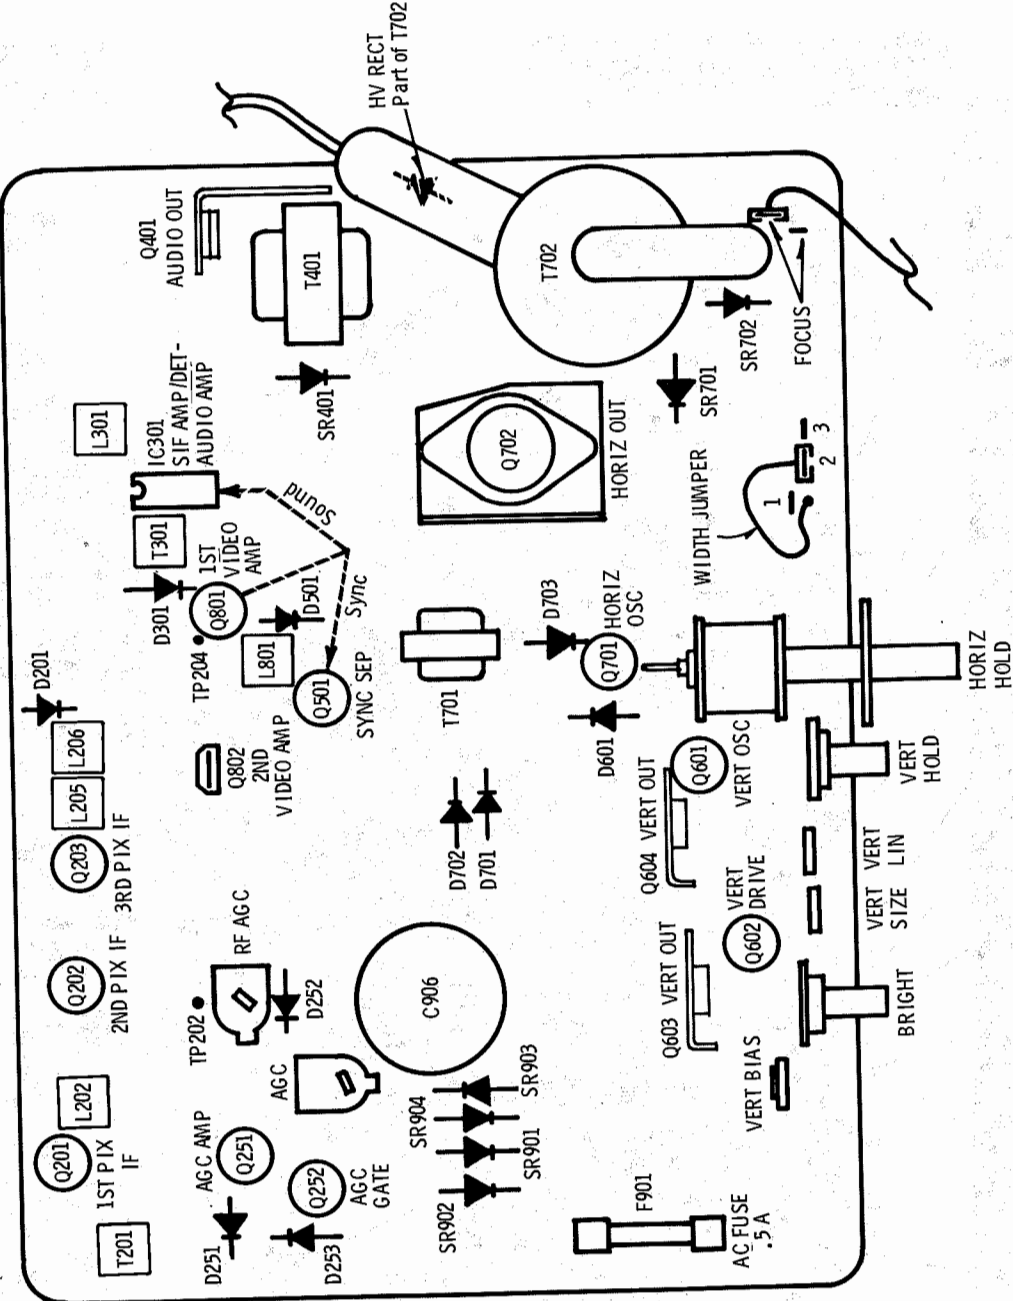 HV RECT
Part of T702
Q401
AUDIO OUT
T401
T702
FOCUS
SR702
SR701
SR401
L301
IC301
SIF AMP/DET-
AUDIO AMP
Q702
HORIZ OUT
WIDTH JUMPER
1
2
3
Sound
T301
1ST
VIDEO
AMP
D301
Q801
TP204
L801
D501
Sync
Q501
SYNC SEP
T701
D703
Q701
HORIZ
OSC
D601
HORIZ
HOLD
D201
L206
L205
Q203
3RD PIX IF
Q802
2ND
VIDEO AMP
D702
D701
Q604 VERT OUT
Q601
VERT OSC
VERT
HOLD
VERT
LIN
VERT
SIZE
VERT
DRIVE
Q602
Q603 VERT OUT
BRIGHT
VERT BIAS
Q202
2ND PIX IF
RF AGC
TP202
D252
C906
AGC
SR903
SR904
SR901
SR902
L202
Q201
1ST PIX
IF
T201
AGC AMP
Q251
Q252
AGC
GATE
D251
D253
F901
AC FUSE
.5 A